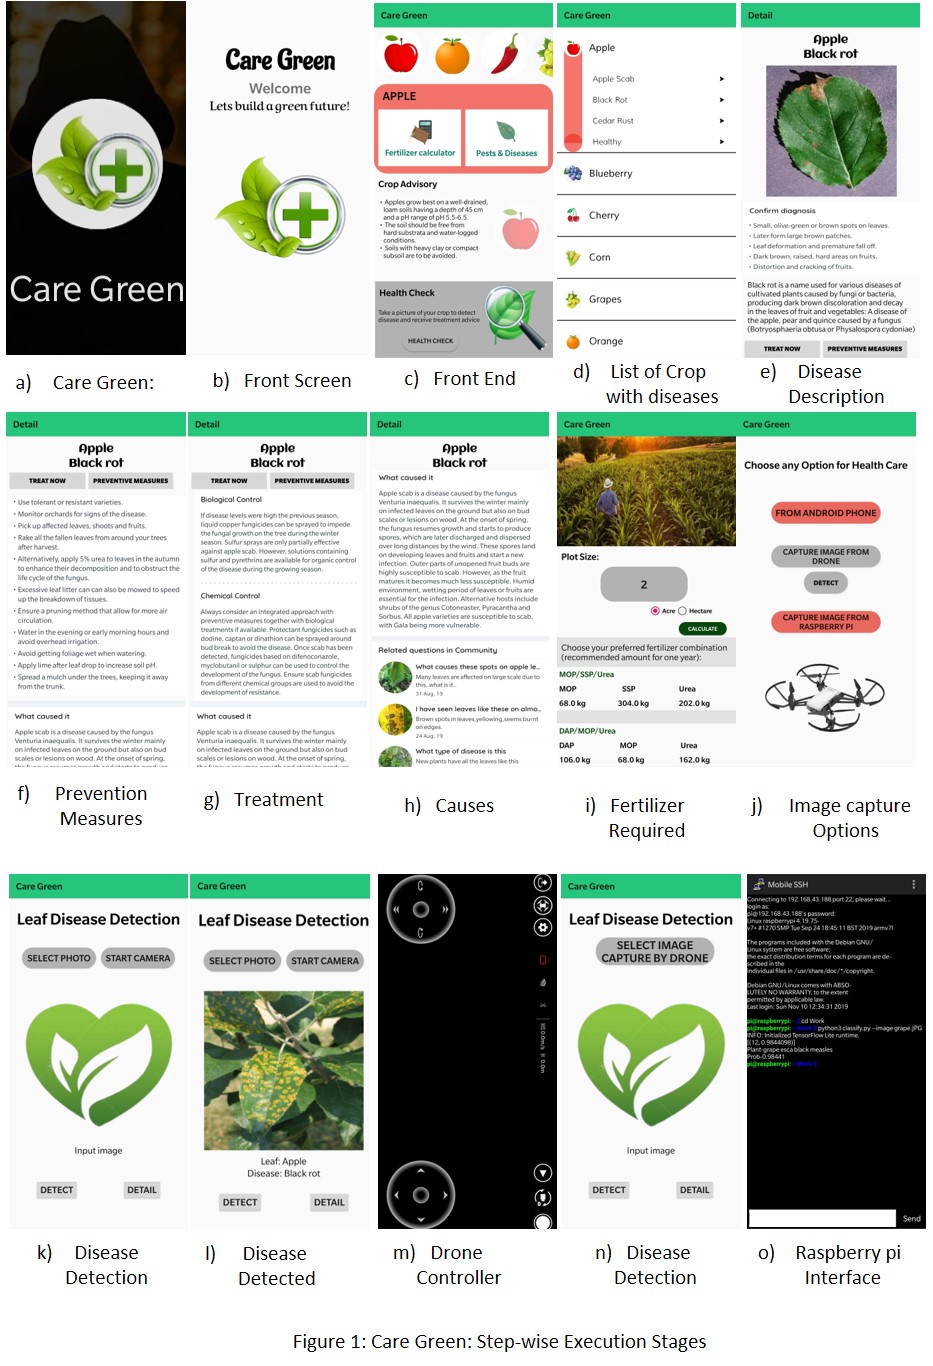 Care Green
a) Care Green:
Care Green
Welcome
Lets build a green future!
b) Front Screen
Care Green
APPLE
Fertilizer calculator
Pests & Diseases
Crop Advisory
• Apples grow best on a well-drained,
loam soils having a depth of 45 cm
and a pH range of pH 5.5-6.5.
• The soil should be free from
hard substrata and water-logged
conditions.
• Soils with heavy clay or compact
subsoil are to be avoided.
Health Check
Take a picture of your crop to detect
disease and receive treatment advice
HEALTH CHECK
c) Front End
Care Green
Apple
Apple Scab
Black Rot
Cedar Rust
Healthy
Blueberry
Cherry
Corn
Grapes
Orange
d) List of Crop
with diseases
Detail
Apple
Black rot
Confirm diagnosis
• Small, olive-green or brown spots on leaves.
• Later form large brown patches.
• Leaf deformation and premature fall off.
• Dark brown, raised, hard areas on fruits.
• Distortion and cracking of fruits.
Black rot is a name used for various diseases of
cultivated plants caused by fungi or bacteria,
producing dark brown discoloration and decay
in the leaves of fruit and vegetables: A disease of
the apple, pear and quince caused by a fungus
(Botryosphaeria obtusa or Physalospora cydoniae)
TREAT NOW
PREVENTIVE MEASURES
e) Disease
Description
Detail
Apple
Black rot
TREAT NOW
PREVENTIVE MEASURES
• Use tolerant or resistant varieties.
• Monitor orchards for signs of the disease.
• Pick up affected leaves, shoots and fruits.
• Rake all the fallen leaves from around your trees
after harvest.
• Alternatively, apply 5% urea to leaves in the autumn
to enhance their decomposition and to obstruct the
life cycle of the fungus.
• Excessive leaf litter can can also be mowed to speed
up the breakdown of tissues.
• Ensure a pruning method that allow for more air
circulation.
• Water in the evening or early morning hours and
avoid overhead irrigation.
• Avoid getting foliage wet when watering.
• Apply lime after leaf drop to increase soil pH.
• Spread a mulch under the trees, keeping it away
from the trunk.
What caused it
Apple scab is a disease caused by the fungus
Venturia inaequalis. It survives the winter mainly
on infected leaves on the ground but also on bud
scales or lesions on wood. At the onset of spring,
the fungus resumes growth and starts to produce
f) Prevention
Measures
Detail
Apple
Black rot
TREAT NOW
PREVENTIVE MEASURES
Biological Control
If disease levels were high the previous season,
liquid copper fungicides can be sprayed to impede
the fungal growth on the tree during the winter
season. Sulfur sprays are only partially effective
against apple scab. However, solutions containing
sulfur and pyrethrins are available for organic control
of the disease during the growing season.
Chemical Control
Always consider an integrated approach with
preventive measures together with biological
treatments if available. Protectant fungicides such as
dodine, captan or dinathion can be sprayed around
bud break to avoid the disease. Once scab has been
detected, fungicides based on difenoconazole,
myclobutanil or sulphur can be used to control the
development of the fungus. Ensure scab fungicides
from different chemical groups are used to avoid the
development of resistance.
What caused it
Apple scab is a disease caused by the fungus
Venturia inaequalis. It survives the winter mainly
on infected leaves on the ground but also on bud
scales or lesions on wood. At the onset of spring,
the fungus resumes growth and starts to produce
g) Treatment
Detail
Apple
Black rot
What caused it
Apple scab is a disease caused by the fungus
Venturia inaequalis. It survives the winter mainly
on infected leaves on the ground but also on bud
scales or lesions on wood. At the onset of spring,
the fungus resumes growth and starts to produce
spores, which are later discharged and dispersed
over long distances by the wind. These spores land
on developing leaves and fruits and start a new
infection. Outer parts of unopened fruit buds are
highly susceptible to scab. However, as the fruit
matures it becomes much less susceptible. Humid
environment, wetting period of leaves or fruits are
essential for the infection. Alternative hosts include
shrubs of the genus Cotoneaster, Pyracantha and
Sorbus. All apple varieties are susceptible to scab,
with Gala being more vulnerable.
Related questions in Community
What causes these spots on apple le...
Many leaves are affected on large scale due to
this..what is it...
31 Aug, 19
I have seen leaves like these on almo...
Brown spots in leaves,yellowing,seems burnt
on edges.
24 Aug, 19
What type of disease is this
New plants have all the leaves like this
h) Causes
Care Green
Plot Size:
2
Acre
Hectare
CALCULATE
Choose your preferred fertilizer combination
(recommended amount for one year):
MOP/SSP/Urea
MOP SSP Urea
68.0 kg 304.0 kg 202.0 kg
DAP/MOP/Urea
DAP MOP Urea
106.0 kg 68.0 kg 162.0 kg
i) Fertilizer
Required
Care Green
Choose any Option for Health Care
FROM ANDROID PHONE
CAPTURE IMAGE FROM
DRONE
DETECT
CAPTURE IMAGE FROM
RASPBERRY PI
j) Image capture
Options
Care Green
Leaf Disease Detection
SELECT PHOTO
START CAMERA
Input image
DETECT
DETAIL
k) Disease
Detection
Care Green
Leaf Disease Detection
SELECT PHOTO
START CAMERA
Leaf: Apple
Disease: Black rot
DETECT
DETAIL
l) Disease
Detected
0.0m/s
0.0m
m) Drone
Controller
Care Green
Leaf Disease Detection
SELECT IMAGE
CAPTURE BY DRONE
Input image
DETECT
DETAIL
n) Disease
Detection
Mobile SSH
Connecting to 192.168.43.188 port 22, please wait...
login as:
pi@192.168.43.188's password:
Linux raspberrypi 4.19.75-
v7+ #1270 SMP Tue Sep 24 18:45:11 BST 2019 armv7l
The programs included with the Debian GNU/
Linux system are free software;
the exact distribution terms for each program are de-
scribed in the
individual files in /usr/share/doc/*/copyright.
Debian GNU/Linux comes with ABSO-
LUTELY NO WARRANTY, to the extent
permitted by applicable law.
Last login: Sun Nov 10 12:34:31 2019
pi@raspberrypi: cd Work
pi@raspberrypi: python3 classify.py --image grape.JPG
INFO: Initialized TensorFlow Lite runtime.
[(12, 0.9844098)]
Plant-grape esca black measles
Prob-0.98441
pi@raspberrypi:
Send
o) Raspberry pi
Interface
Figure 1: Care Green: Step-wise Execution Stages